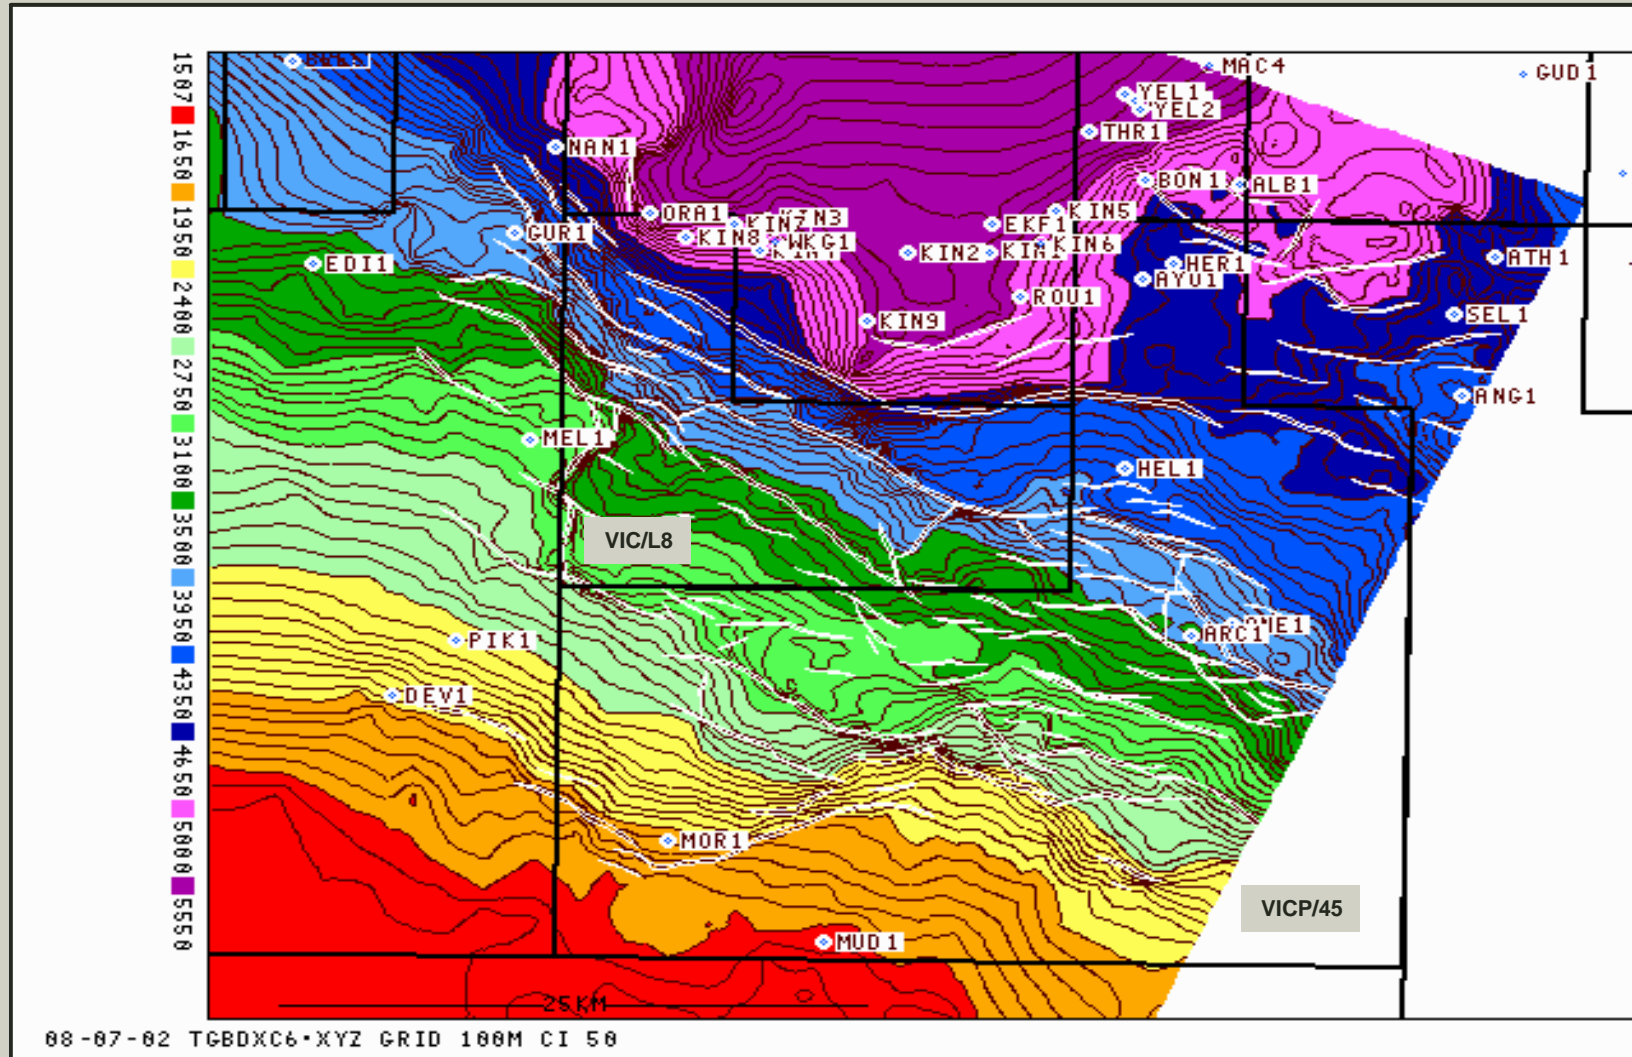 1507
1650
1950
2400
2750
3100
3500
3950
4350
4650
5000
5550
MAC4
GUD1
YEL1
YEL2
THR1
NAN1
BON1
ALB1
ORA1
KIN5
GUR1
KIN8
WKG1
EKF1
KIN2
KIN6
EDI1
HER1
ATH1
AYU1
ROU1
SEL1
KIN9
ANG1
MEL1
HEL1
VIC/L8
ARC1
PIK1
DEV1
MOR1
VICP/45
MUD1
25KM
08-07-02 TGBDXC6·XYZ GRID 100M CI 50